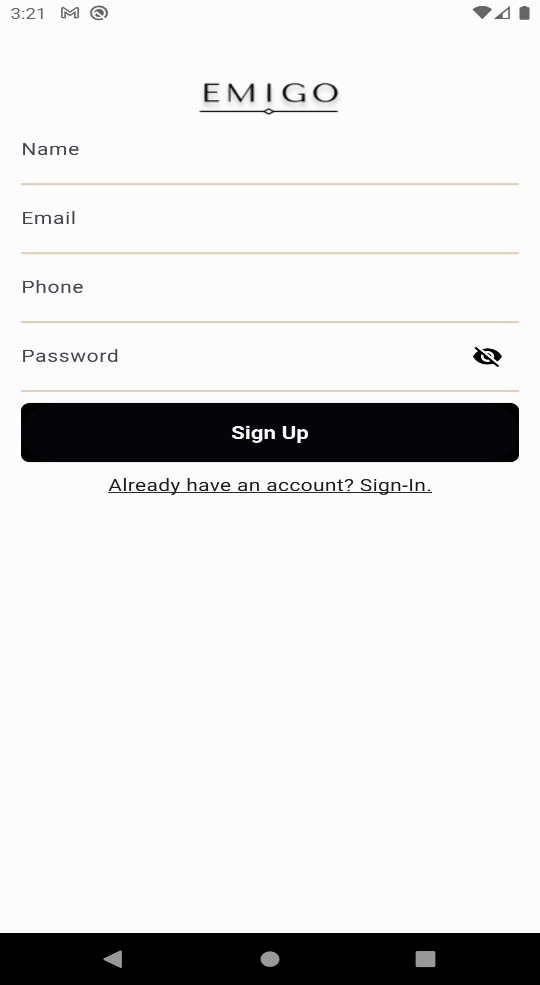 3:21
EMIGO
Name
Email
Phone
Password
Sign Up
Already have an account? Sign-In.